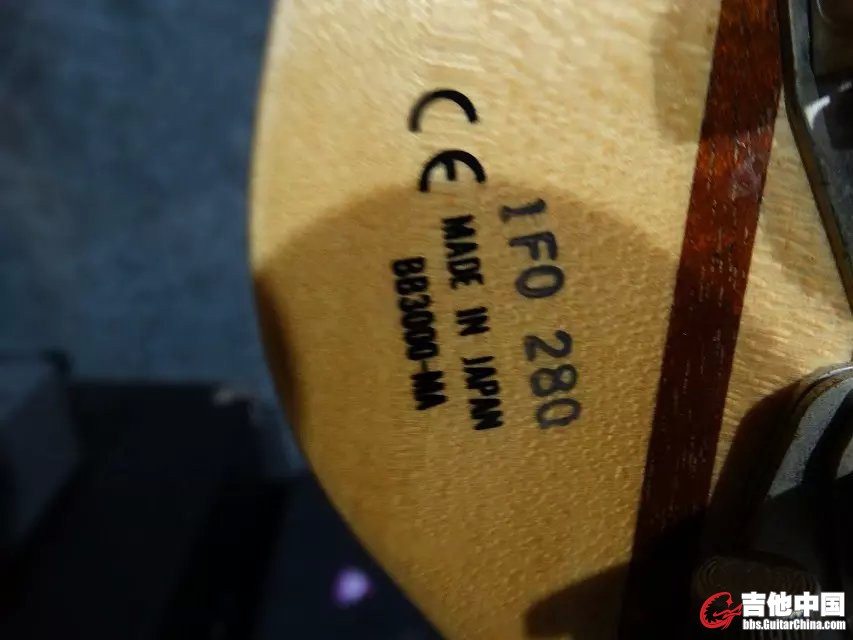 CE
1F0 280
MADE IN JAPAN
BB3000-MA
吉他中国
bbs.GuitarChina.com